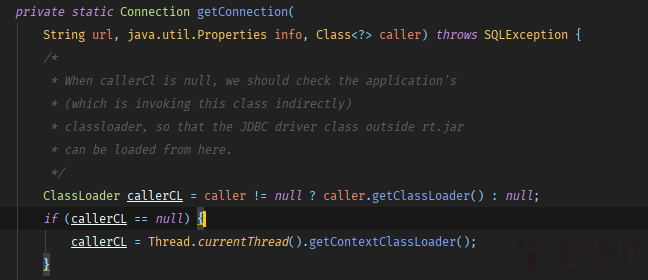 private static Connection getConnection(
String url, java.util.Properties info, Class<?> caller) throws SQLException {
/*
* When callerCl is null, we should check the application's
* (which is invoking this class indirectly)
* classloader, so that the JDBC driver class outside rt.jar
* can be loaded from here.
*/
ClassLoader callerCL = caller != null ? caller.getClassLoader() : null;
if (callerCL == null) {
callerCL = Thread.currentThread().getContextClassLoader();
}